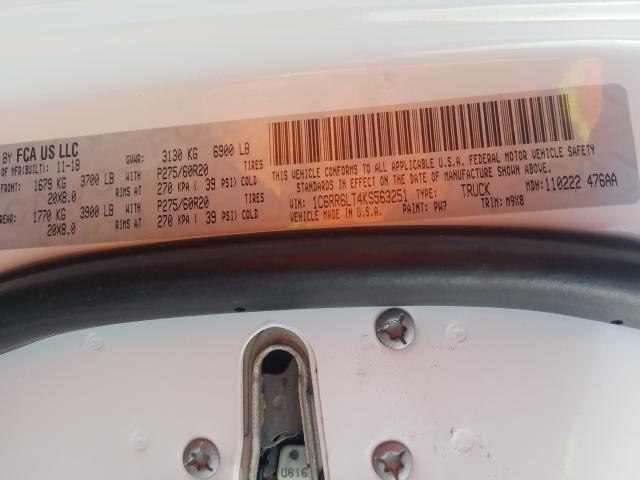 BY FCA US LLC
OF MFR(BUILT): 11-18 GVWR: 3130 KG 6900 LB
FRONT: 1679 KG 3700 LB P275/60R20 TIRES
20X8.0 RIMS AT 270 KPA ( 39 PSI) COLD
REAR: 1770 KG 3900 LB P275/60R20 TIRES
20X8.0 RIMS AT 270 KPA ( 39 PSI) COLD
THIS VEHICLE CONFORMS TO ALL APPLICABLE U.S.A. FEDERAL MOTOR VEHICLE SAFETY
STANDARDS IN EFFECT ON THE DATE OF MANUFACTURE SHOWN ABOVE.
MADE IN U.S.A.
VIN: 1C6RR6LT4KS563251 TYPE: TRUCK MDH: 110222 476AA
PAINT: PW7 TRIM: M9X8
0816